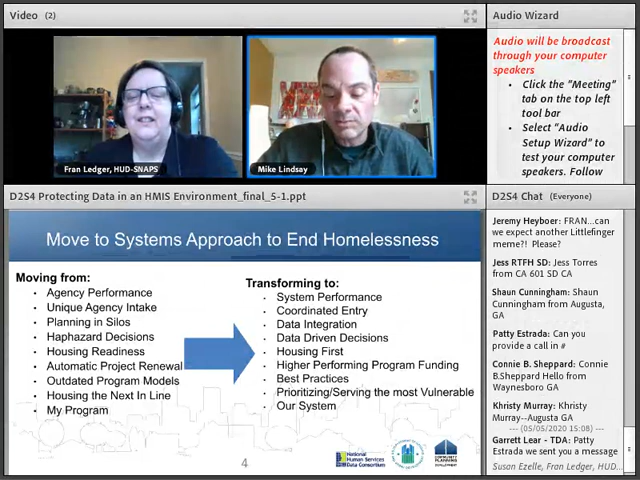 Video (2)
Fran Ledger, HUD-SNAPS
Mike Lindsay
Audio Wizard
Audio will be broadcast
through your computer
speakers
• Click the "Meeting"
tab on the top left
tool bar
• Select "Audio
Setup Wizard" to
test your computer
speakers. Follow
D2S4 Protecting Data in an HMIS Environment_final_5-1.ppt
Move to Systems Approach to End Homelessness
Moving from:
• Agency Performance
• Unique Agency Intake
• Planning in Silos
• Haphazard Decisions
• Housing Readiness
• Automatic Project Renewal
• Outdated Program Models
• Housing the Next In Line
• My Program
Transforming to:
• System Performance
• Coordinated Entry
• Data Integration
• Data Driven Decisions
• Housing First
• Higher Performing Program Funding
• Best Practices
• Prioritizing/Serving the most Vulnerable
• Our System
4
National
Human Services
Data Consortium
COMMUNITY PLANNING
DEVELOPMENT
D2S4 Chat (Everyone)
Jeremy Heyboer: FRAN...can
we expect another Littlefinger
meme?! Please?
Jess RTFH SD: Jess Torres
from CA 601 SD CA
Shaun Cunningham: Shaun
Cunningham from Augusta,
GA
Patty Estrada: Can you
provide a call in #
Connie B. Sheppard: Connie
B.Sheppard Hello from
Waynesboro GA
Khristy Murray: Khristy
Murray--Augusta GA
--- (05/05/2020 15:08) ---
Garrett Lear - TDA: Patty
Estrada we sent you a message
Susan Ezelle, Fran Ledger, HUD...